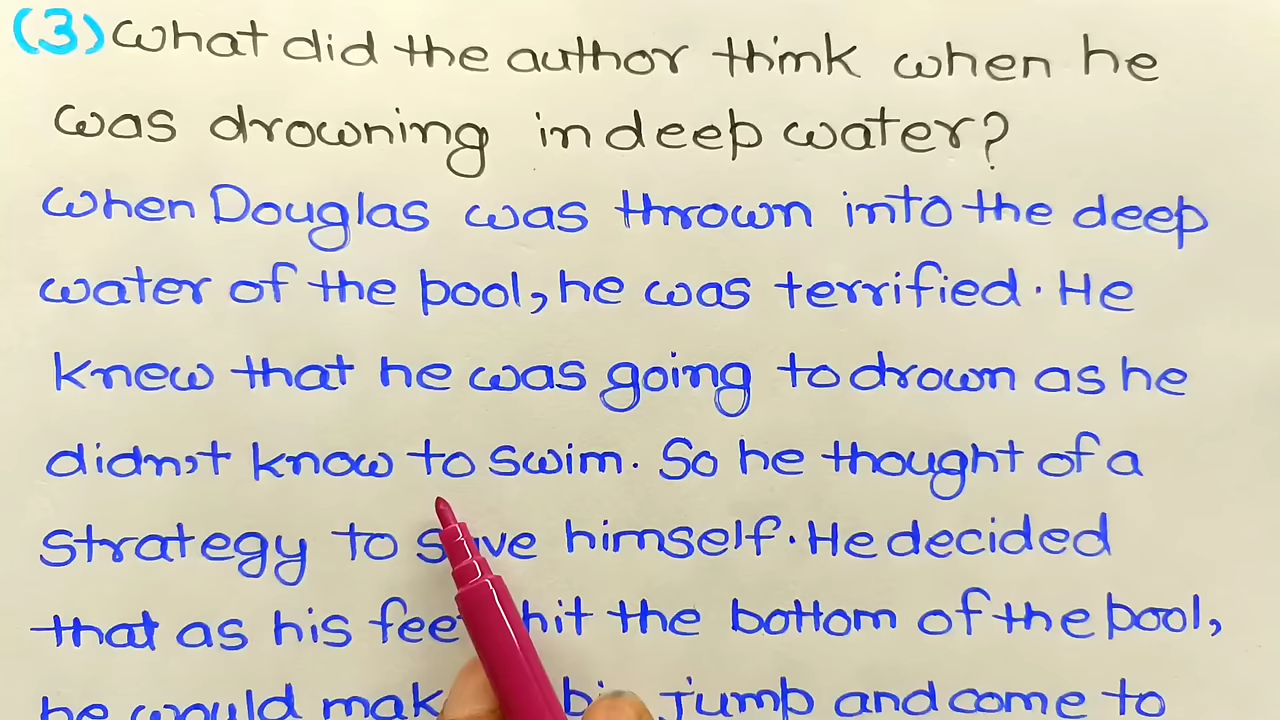 (3) What did the author think when he
was drowning in deep water?
When Douglas was thrown into the deep
water of the pool, he was terrified. He
knew that he was going to drown as he
didn't know to swim. So he thought of a
strategy to save himself. He decided
that as his feet hit the bottom of the pool,
he would make big jump and come to